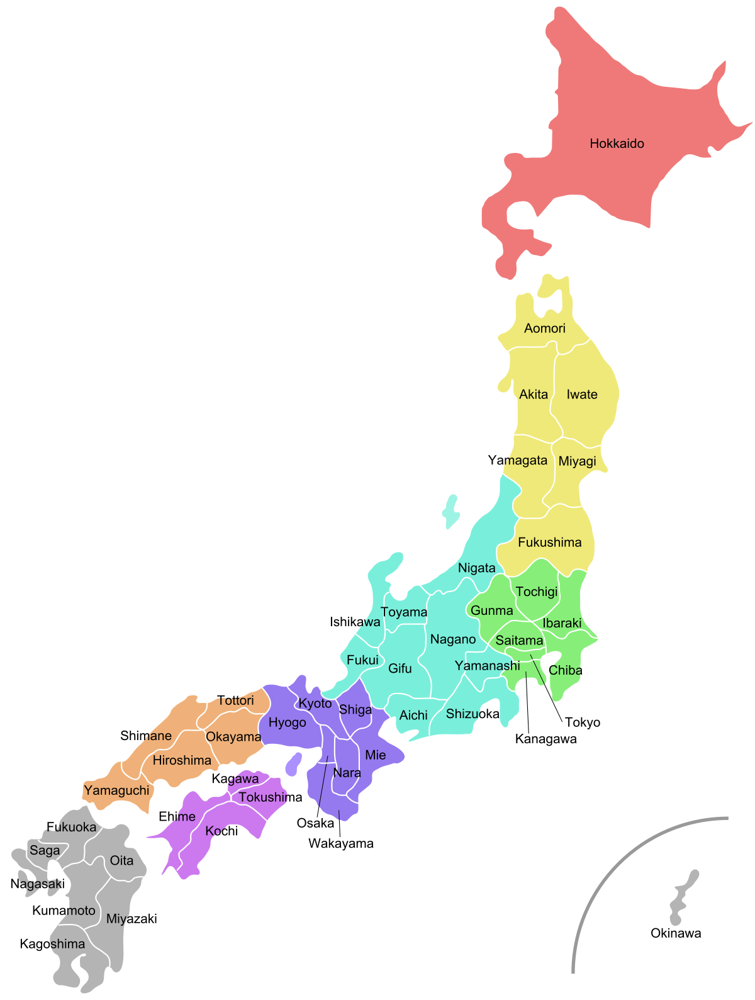 Hokkaido
Aomori
Akita
Iwate
Yamagata
Miyagi
Fukushima
Nigata
Tochigi
Gunma
Toyama
Ishikawa
Ibaraki
Nagano
Saitama
Fukui
Gifu
Yamanashi
Chiba
Tottori
Kyoto
Shiga
Aichi
Shizuoka
Hyogo
Tokyo
Shimane
Okayama
Kanagawa
Mie
Hiroshima
Nara
Kagawa
Yamaguchi
Tokushima
Ehime
Osaka
Fukuoka
Kochi
Wakayama
Saga
Oita
Nagasaki
Kumamoto
Miyazaki
Okinawa
Kagoshima